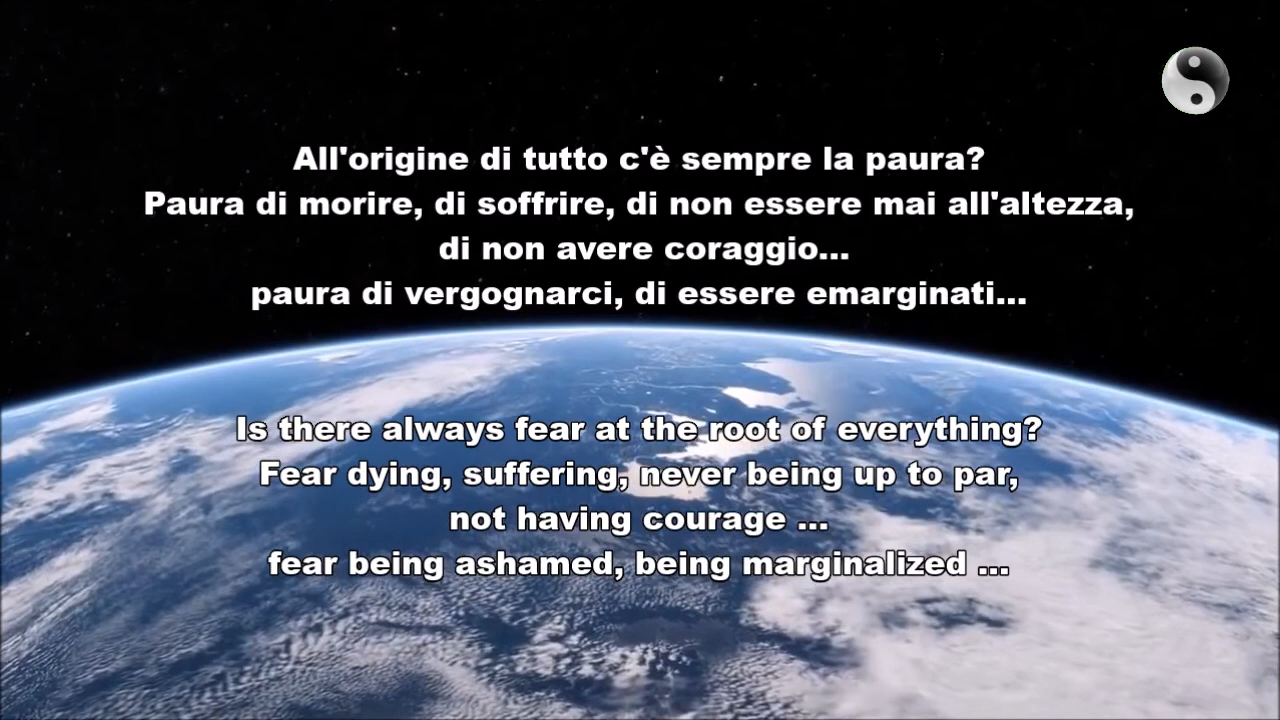 All'origine di tutto c'è sempre la paura?
Paura di morire, di soffrire, di non essere mai all'altezza,
di non avere coraggio...
paura di vergognarci, di essere emarginati...
Is there always fear at the root of everything?
Fear dying, suffering, never being up to par,
not having courage ...
fear being ashamed, being marginalized ...